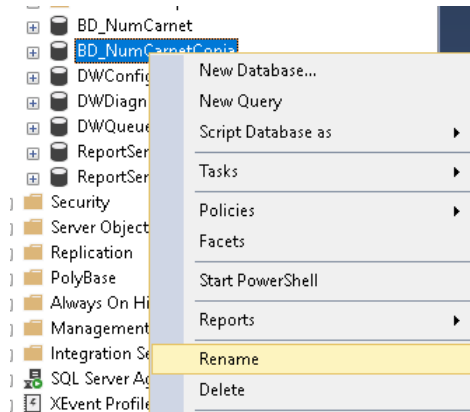 BD_NumCarnet
BD_NumCarnetCopia
DWConfig
DWDiagn
DWQueue
ReportSer
ReportSer
Security
Server Object
Replication
PolyBase
Always On Hi
Management
Integration Se
SQL Server Ag
XEvent Profile
New Database...
New Query
Script Database as
Tasks
Policies
Facets
Start PowerShell
Reports
Rename
Delete